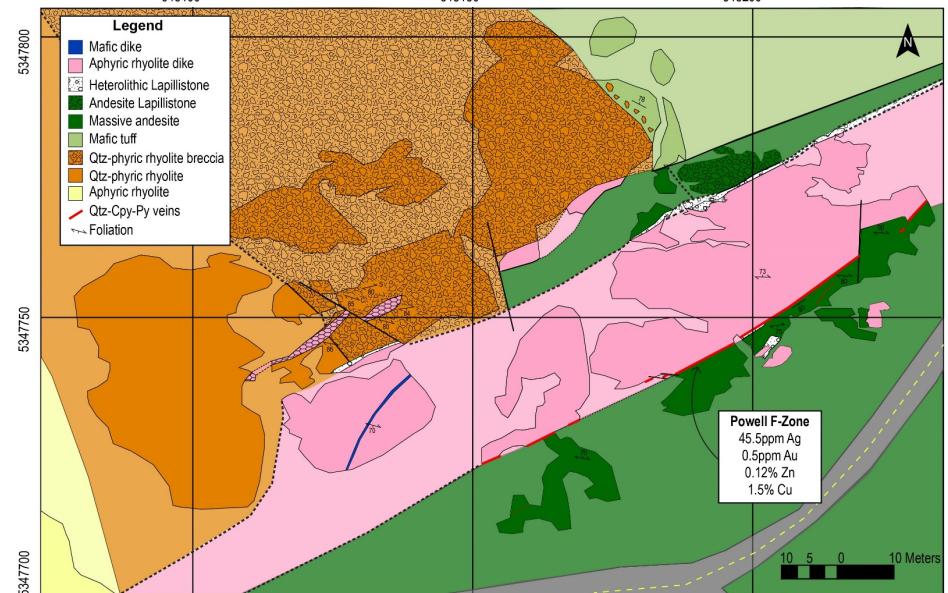 5347800
Legend
Mafic dike
Aphyric rhyolite dike
Heterolithic Lapillistone
Andesite Lapillistone
Massive andesite
Mafic tuff
Qtz-phyric rhyolite breccia
Qtz-phyric rhyolite
Aphyric rhyolite
Qtz-Cpy-Py veins
Foliation
N
78
73
5347750
70
Powell F-Zone
45.5ppm Ag
0.5ppm Au
0.12% Zn
1.5% Cu
5347700
10 5 0 10 Meters